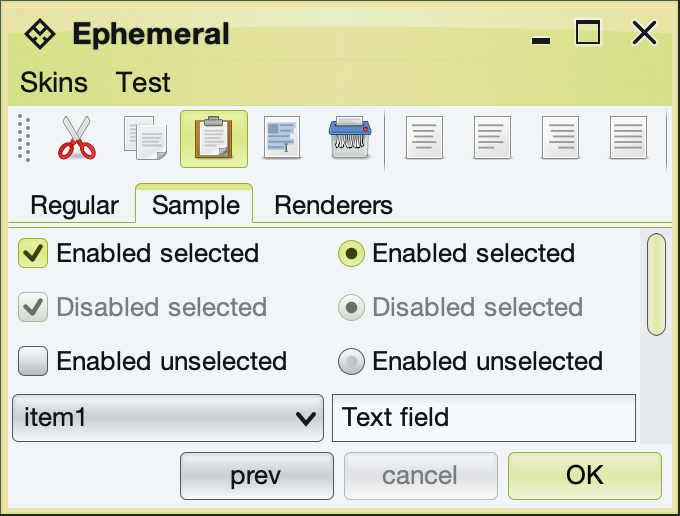 Ephemeral
Skins Test
Regular Sample Renderers
Enabled selected Enabled selected
Disabled selected Disabled selected
Enabled unselected Enabled unselected
item1 Text field
prev cancel OK